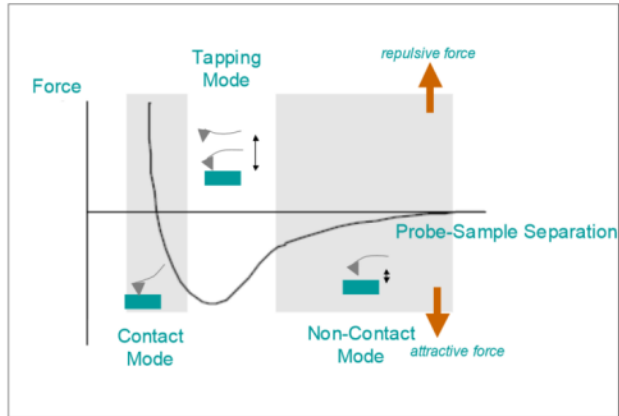 Tapping
Mode
repulsive force
Force
Probe-Sample Separation
Contact
Mode
Non-Contact
Mode
attractive force